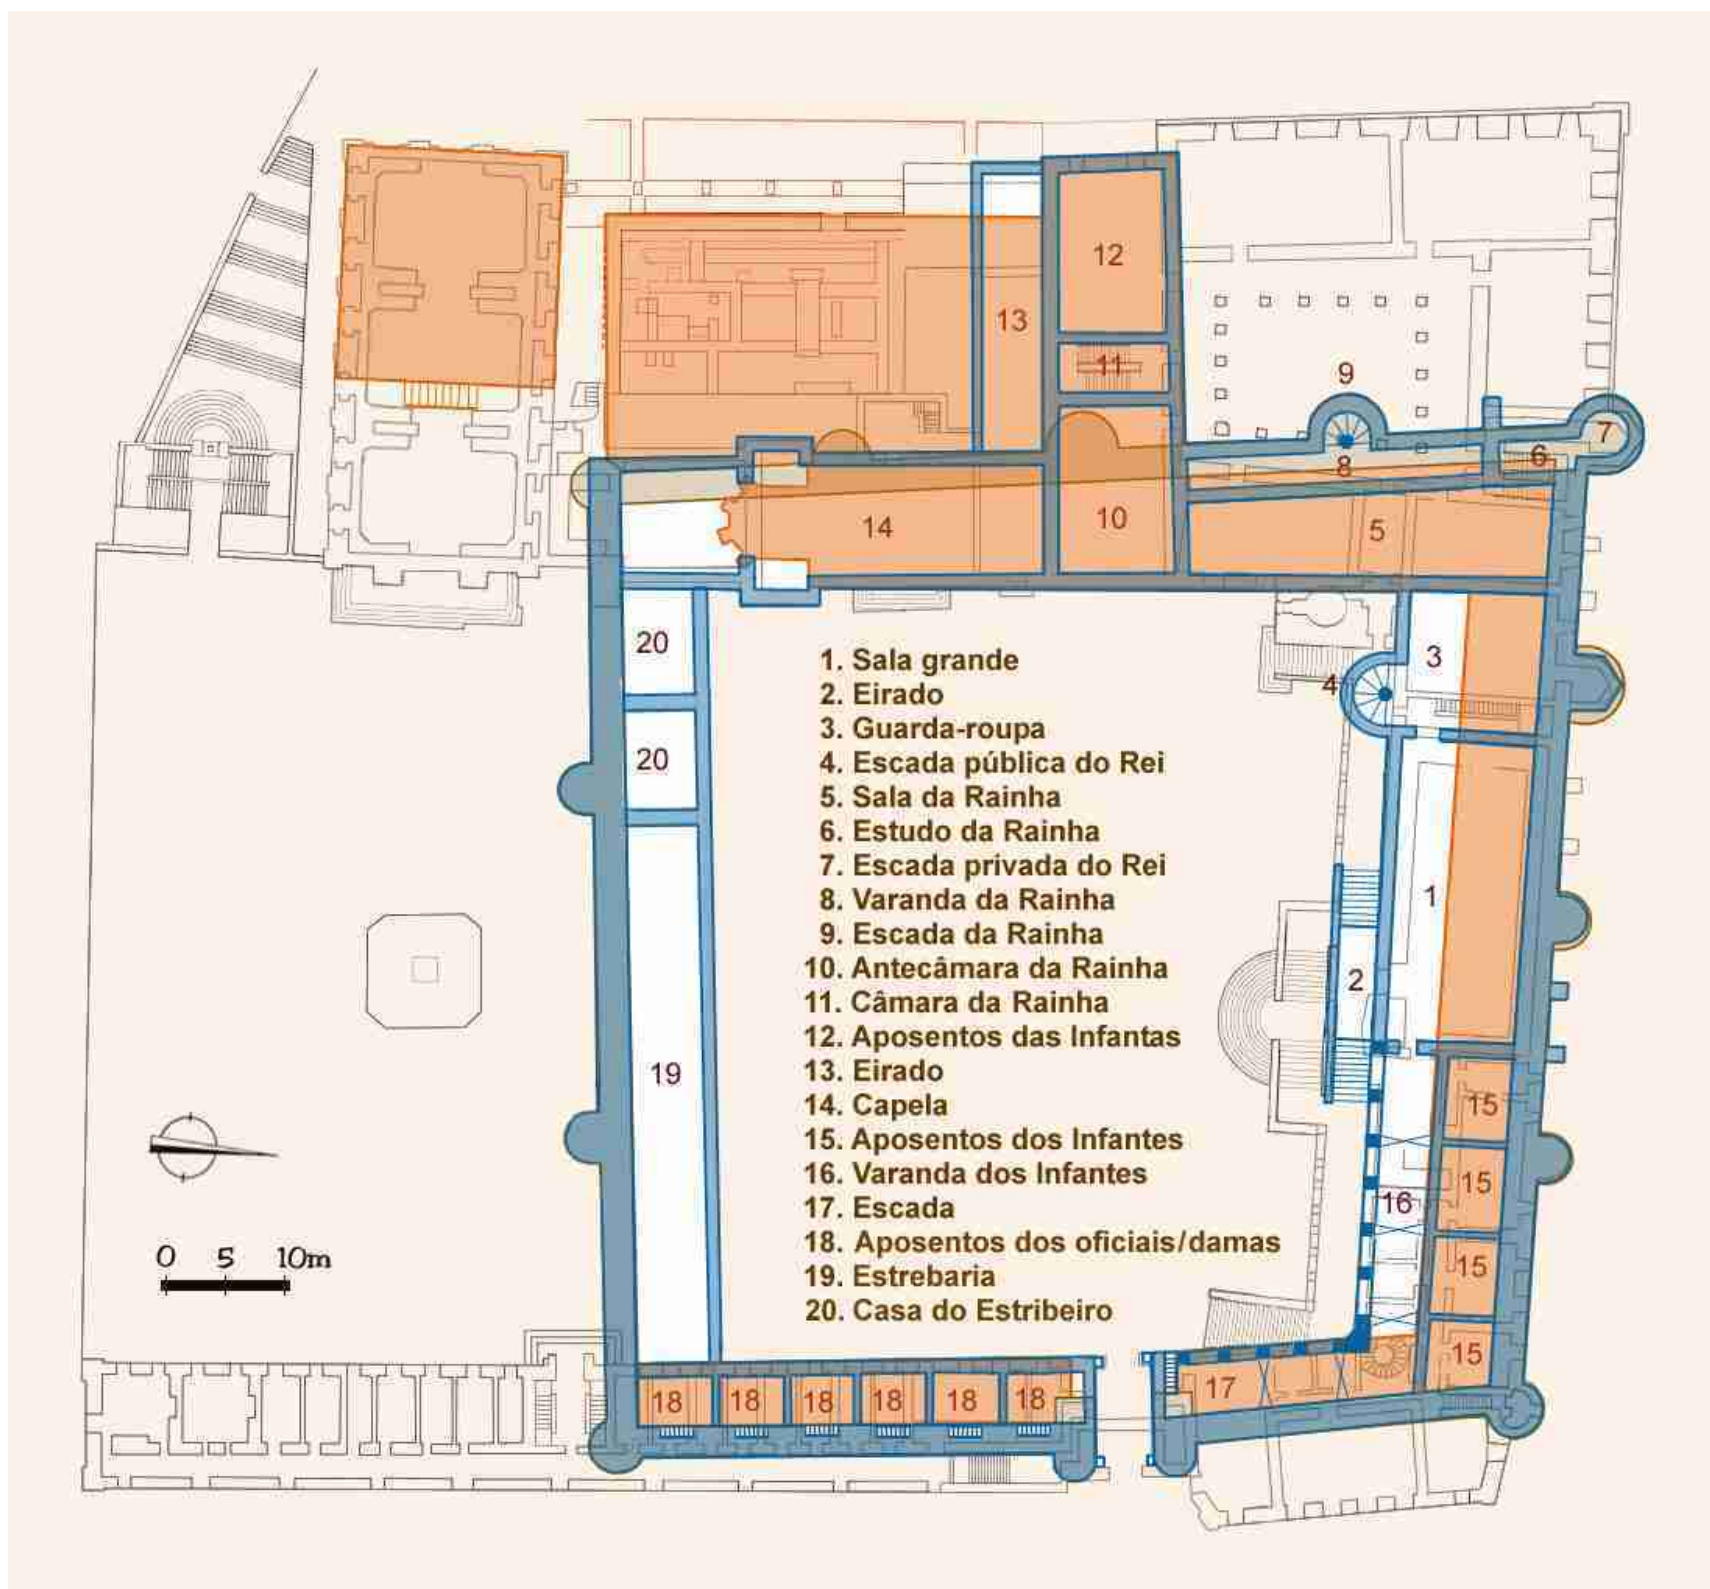 12
13
11
9
7
8
6
14
10
5
20
3
4
20
1
2
19
15
15
16
15
15
17
18
18
18
18
18
18
1. Sala grande
2. Eirado
3. Guarda-roupa
4. Escada pública do Rei
5. Sala da Rainha
6. Estudo da Rainha
7. Escada privada do Rei
8. Varanda da Rainha
9. Escada da Rainha
10. Antecâmara da Rainha
11. Câmara da Rainha
12. Aposentos das Infantas
13. Eirado
14. Capela
15. Aposentos dos Infantes
16. Varanda dos Infantes
17. Escada
18. Aposentos dos oficiais/damas
19. Estrebaria
20. Casa do Estribeiro
0 5 10m